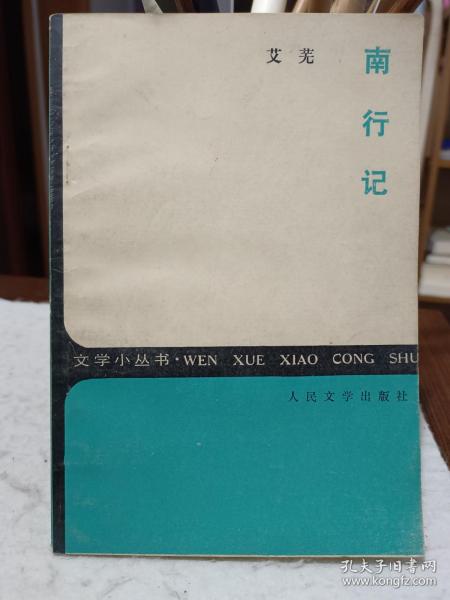 艾芜
南行记
文学小丛书·WEN XUE XIAO CONG SHU
人民文学出版社
孔夫子旧书网
www.kongfz.com